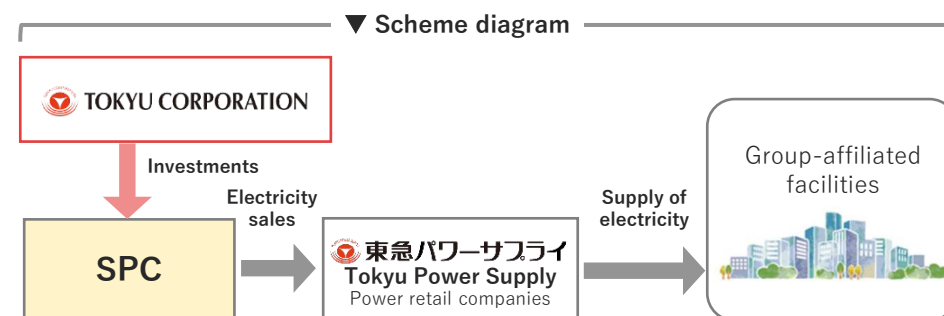 ▼ Scheme diagram
TOKYU CORPORATION
Investments
Electricity
sales
SPC
東急パワーサプライ
Tokyu Power Supply
Power retail companies
Supply of
electricity
Group-affiliated
facilities